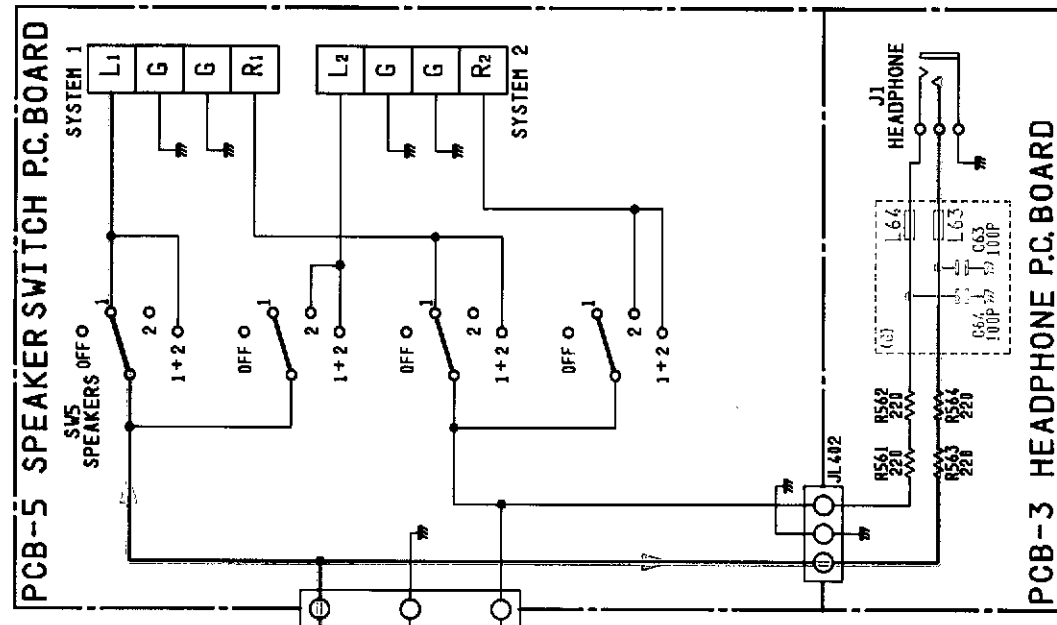 PCB-5 SPEAKER SWITCH P.C. BOARD
SYSTEM 1
L1
G
G
R1
L2
G
G
R2
SYSTEM 2
SW5
SPEAKERS
OFF
1
2
1+2
OFF
1
2
1+2
OFF
1
2
1+2
OFF
1
2
1+2
JL402
J1
HEADPHONE
L64
L63
C63
100P
C64
100P
(G)
R562
220
R564
220
R561
220
R563
220
PCB-3 HEADPHONE P.C. BOARD